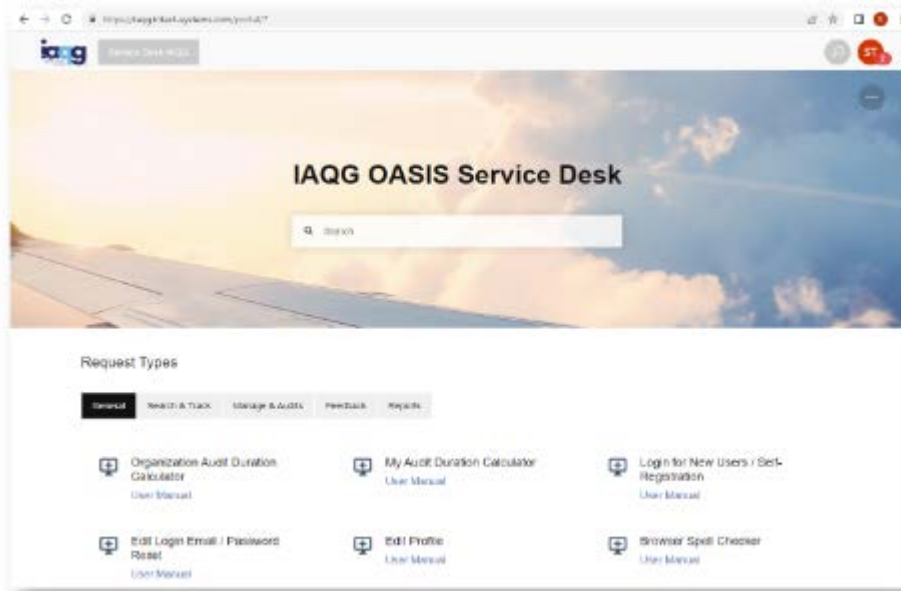 iaqg
Service Desk IAQG
ST
IAQG OASIS Service Desk
Search
Request Types
General Search & Track Manage & Audits Feedback Reports
Organization Audit Duration My Audit Duration Calculator Login for New Users / Self-
Calculator User Manual Registration
User Manual User Manual
Edit Login Email / Password Edit Profile Browser Spell Checker
Reset User Manual User Manual
User Manual